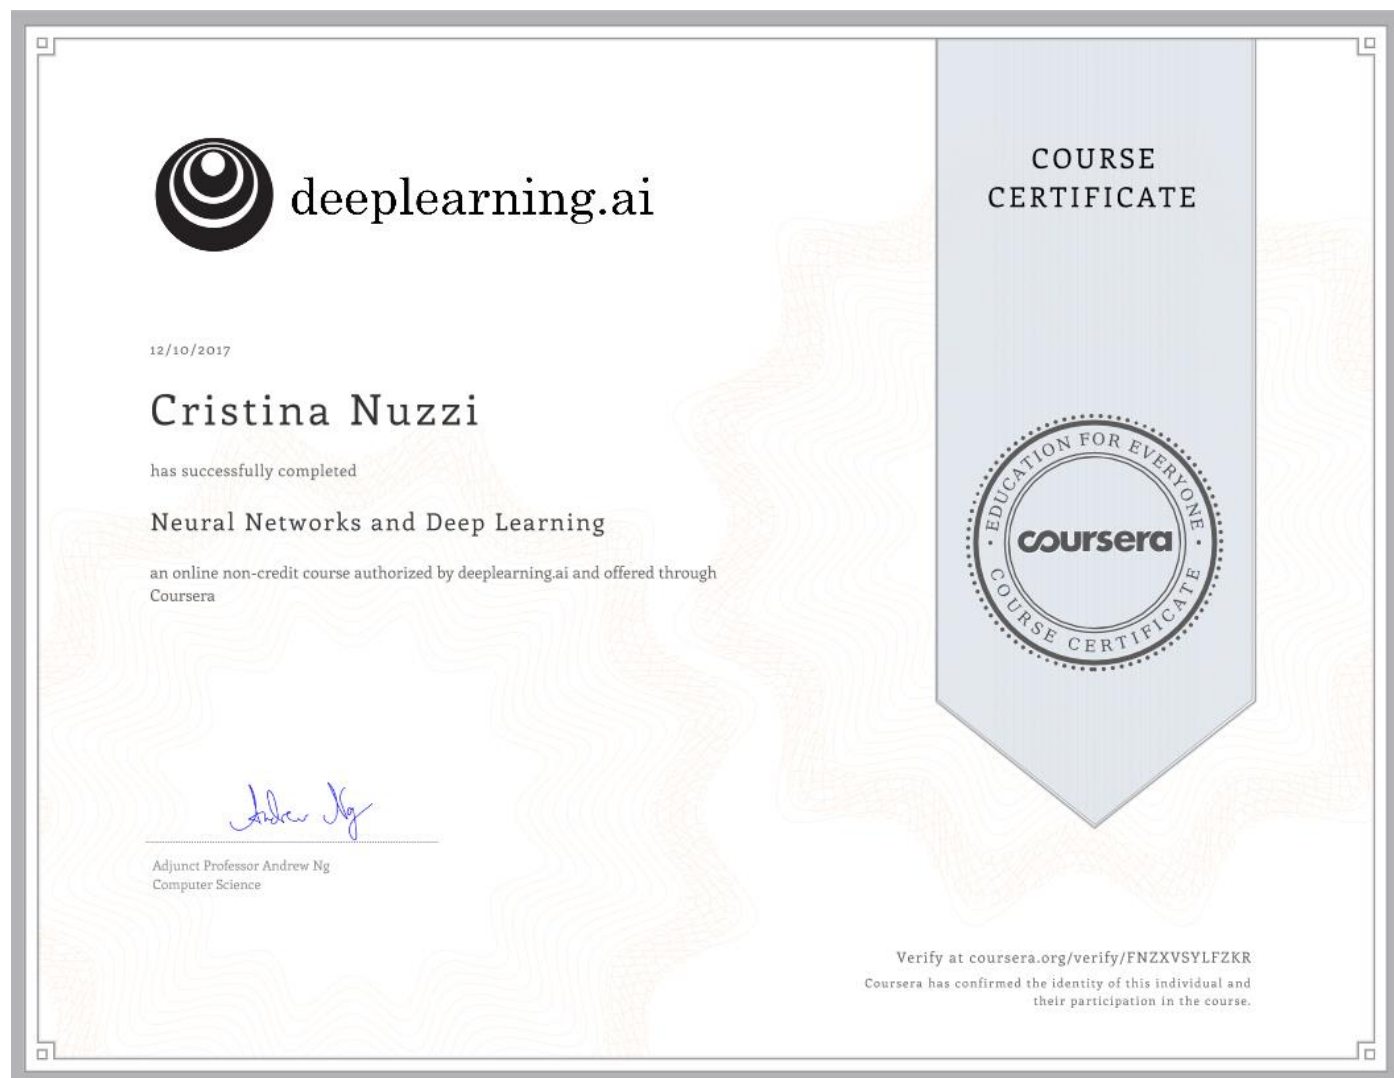 deeplearning.ai
COURSE
CERTIFICATE
12/10/2017
Cristina Nuzzi
has successfully completed
Neural Networks and Deep Learning
an online non-credit course authorized by deeplearning.ai and offered through
Coursera
EDUCATION FOR EVERYONE
coursera
COURSE CERTIFICATE
Andrew Ng
Adjunct Professor Andrew Ng
Computer Science
Verify at coursera.org/verify/FNZXVSYLFZKR
Coursera has confirmed the identity of this individual and
their participation in the course.